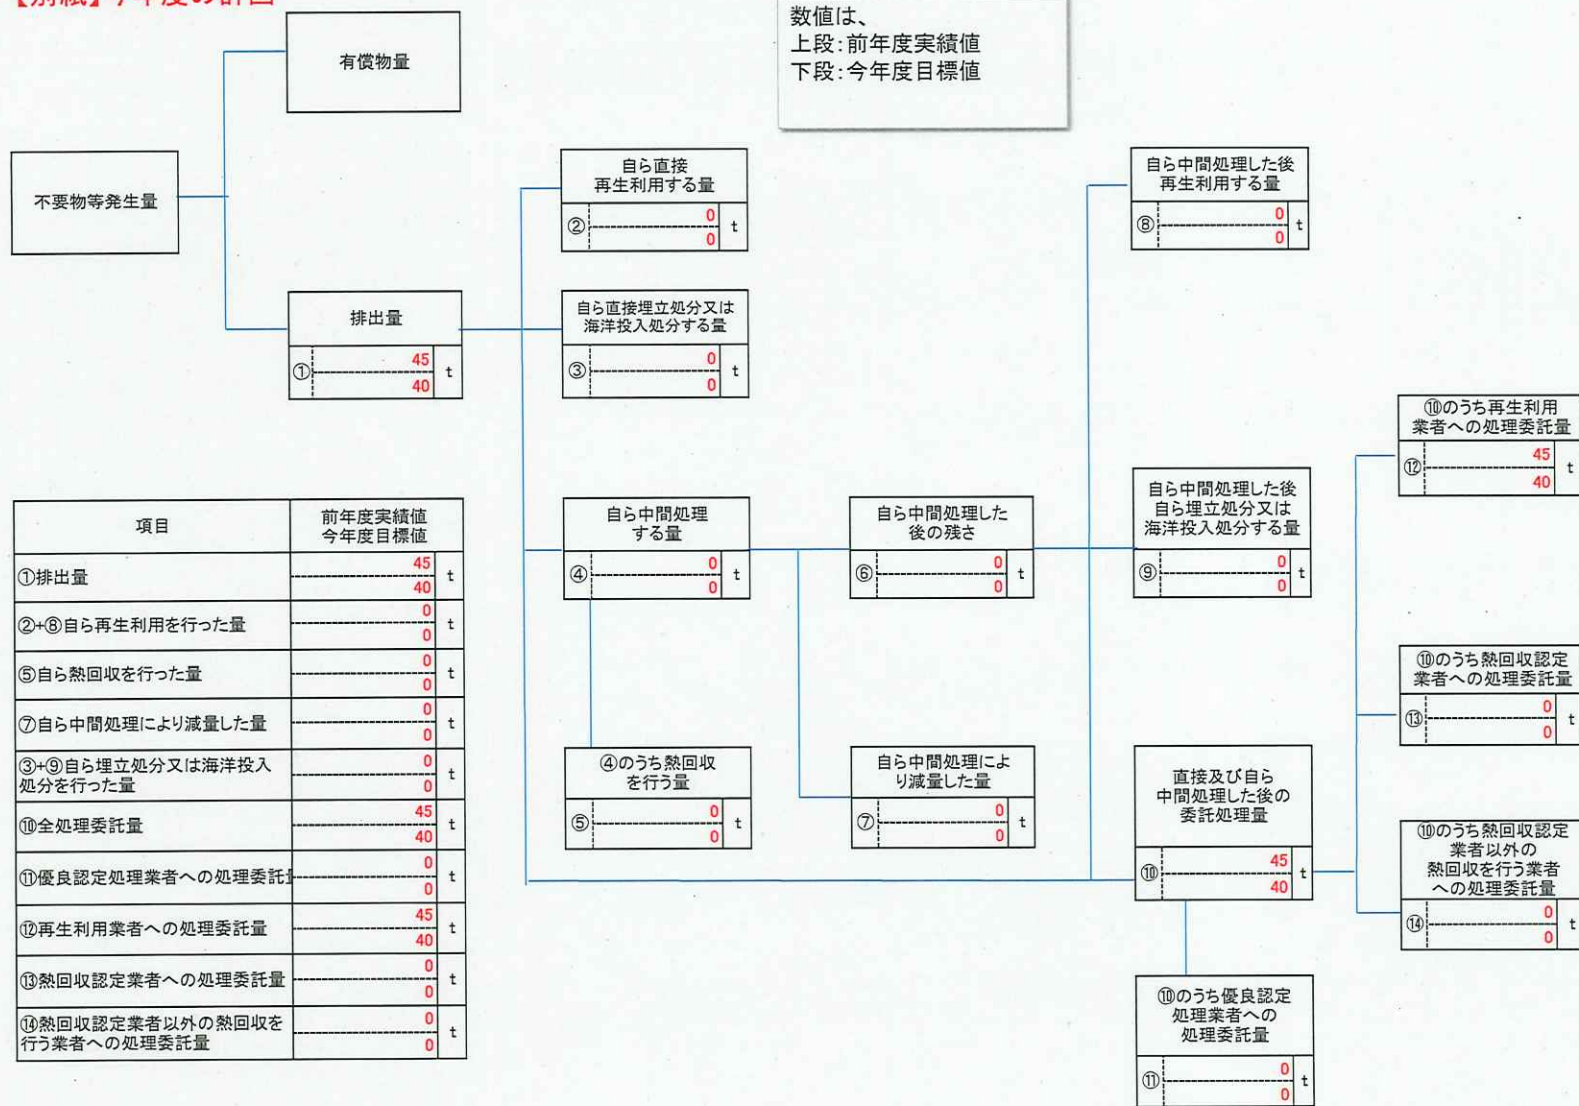 【別紙】今年度の計画
数値は、
上段:前年度実績値
下段:今年度目標値
有償物量
不要物等発生量
排出量
① 45 t
40
自ら直接
再生利用する量
② 0 t
0
自ら直接埋立処分又は
海洋投入処分する量
③ 0 t
0
自ら中間処理
する量
④ 0 t
0
④のうち熱回収
を行う量
⑤ 0 t
0
自ら中間処理した
後の残さ
⑥ 0 t
0
自ら中間処理によ
り減量した量
⑦ 0 t
0
自ら中間処理した後
再生利用する量
⑧ 0 t
0
自ら中間処理した後
自ら埋立処分又は
海洋投入処分する量
⑨ 0 t
0
直接及び自ら
中間処理した後の
委託処理量
⑩ 45 t
40
⑩のうち優良認定
処理業者への
処理委託量
⑪ 0 t
0
⑩のうち再生利用
業者への処理委託量
⑫ 45 t
40
⑩のうち熱回収認定
業者への処理委託量
⑬ 0 t
0
⑩のうち熱回収認定
業者以外の
熱回収を行う業者
への処理委託量
⑭ 0 t
0
項目 前年度実績値
今年度目標値
①排出量 45 t
40
②+⑧自ら再生利用を行った量 0 t
0
⑤自ら熱回収を行った量 0 t
0
⑦自ら中間処理により減量した量 0 t
0
③+⑨自ら埋立処分又は海洋投入
処分を行った量 0 t
0
⑩全処理委託量 45 t
40
⑪優良認定処理業者への処理委託 0 t
0
⑫再生利用業者への処理委託量 45 t
40
⑬熱回収認定業者への処理委託量 0 t
0
⑭熱回収認定業者以外の熱回収を
行う業者への処理委託量 0 t
0